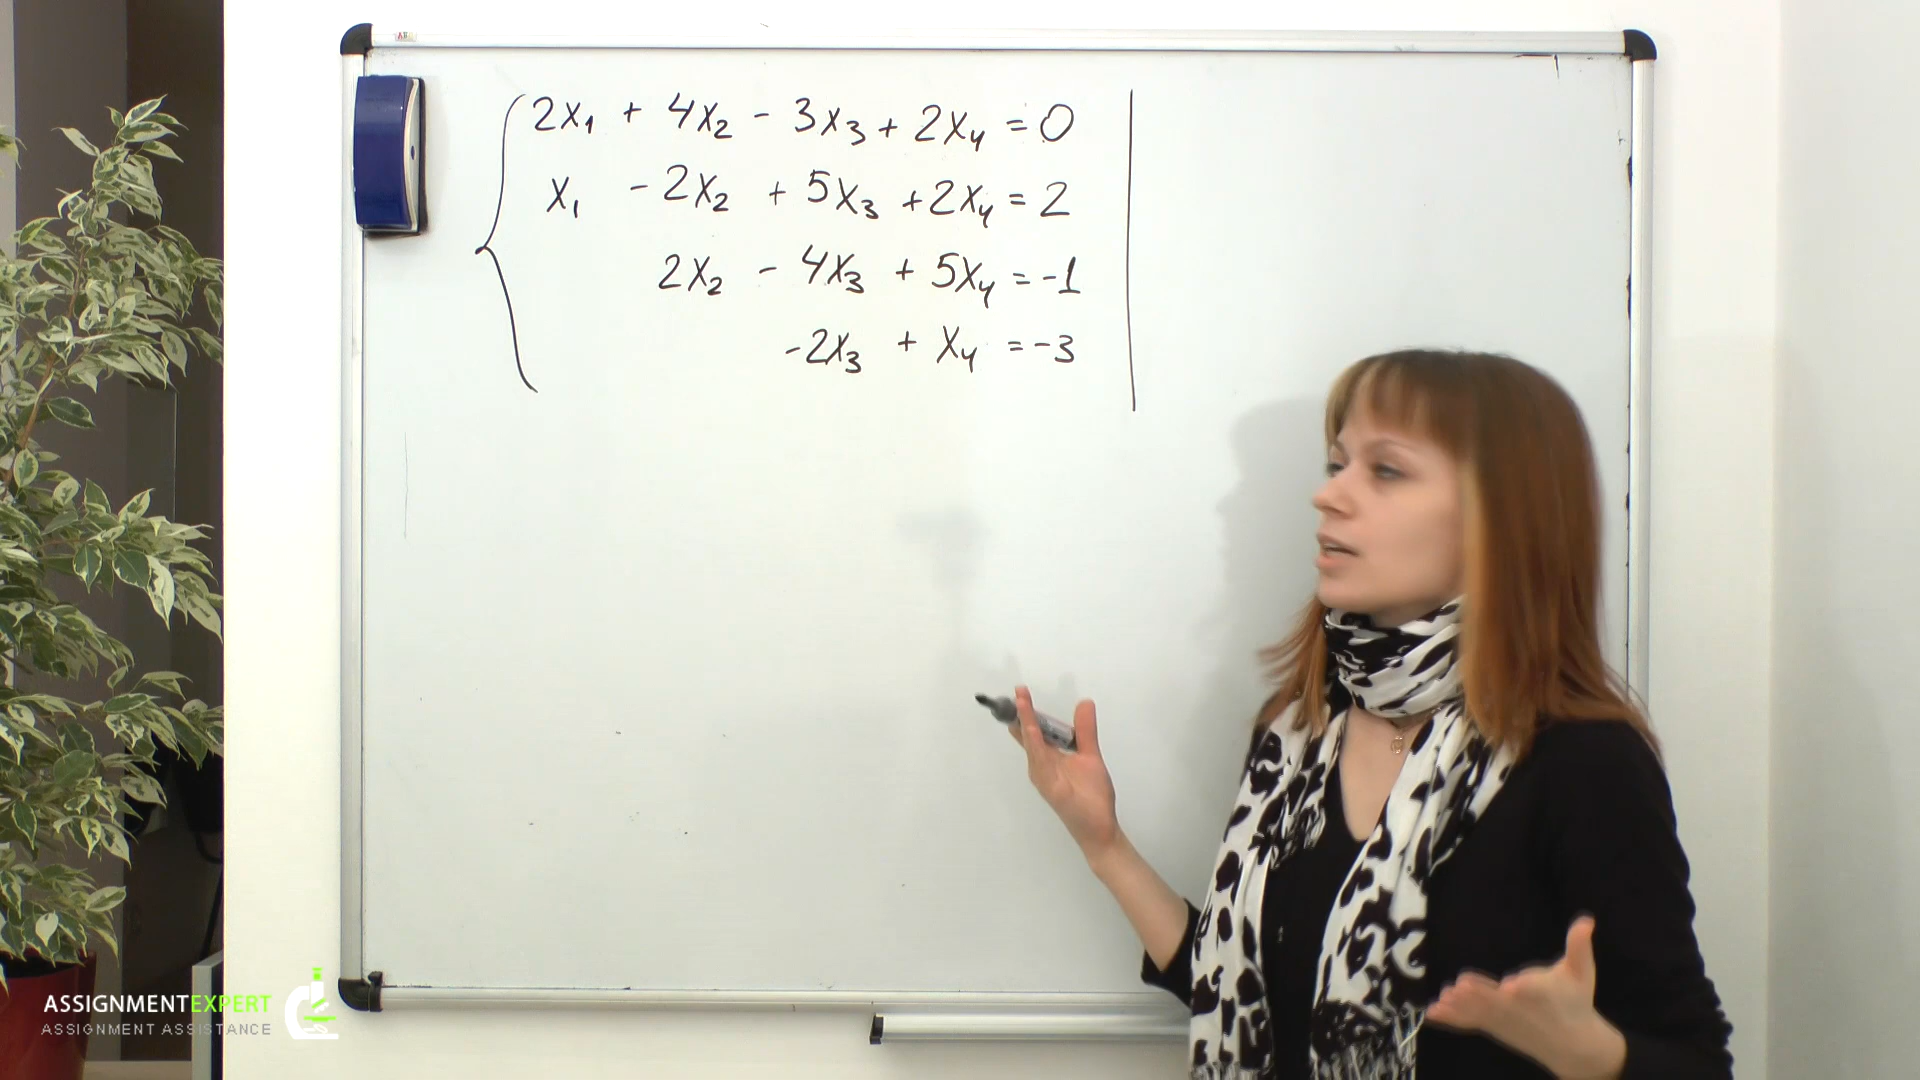 2x₁ + 4x₂ - 3x₃ + 2x₄ = 0
x₁ - 2x₂ + 5x₃ + 2x₄ = 2
2x₂ - 4x₃ + 5x₄ = -1
-2x₃ + x₄ = -3
ASSIGNMENTEXPERT
ASSIGNMENT ASSISTANCE